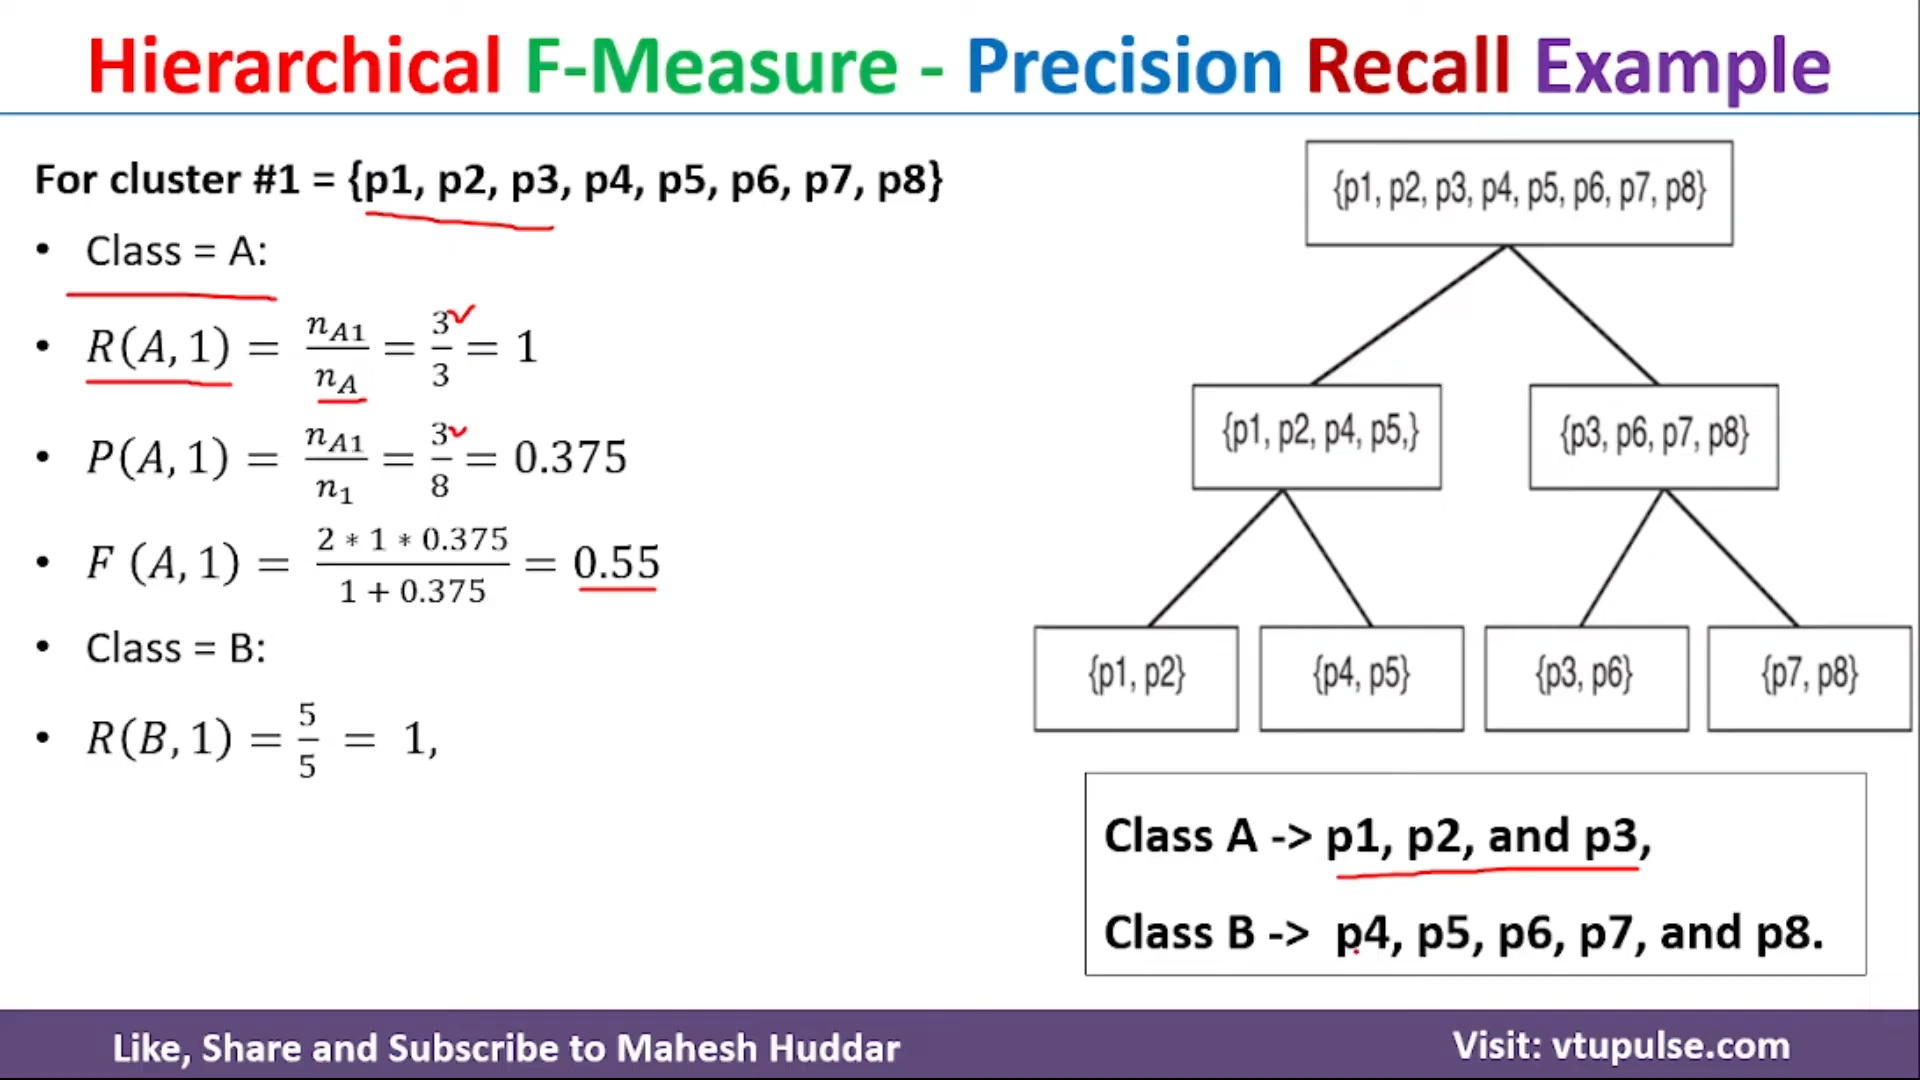 Hierarchical F-Measure - Precision Recall Example
For cluster #1 = {p1, p2, p3, p4, p5, p6, p7, p8}
• Class = A:
• R(A, 1) = n_A1/n_A = 3/3 = 1
• P(A, 1) = n_A1/n_1 = 3/8 = 0.375
• F (A, 1) = (2 * 1 * 0.375)/(1 + 0.375) = 0.55
• Class = B:
• R(B, 1) = 5/5 = 1,
{p1, p2, p3, p4, p5, p6, p7, p8}
{p1, p2, p4, p5,}
{p3, p6, p7, p8}
{p1, p2}
{p4, p5}
{p3, p6}
{p7, p8}
Class A -> p1, p2, and p3,
Class B -> p4, p5, p6, p7, and p8.
Like, Share and Subscribe to Mahesh Huddar
Visit: vtupulse.com